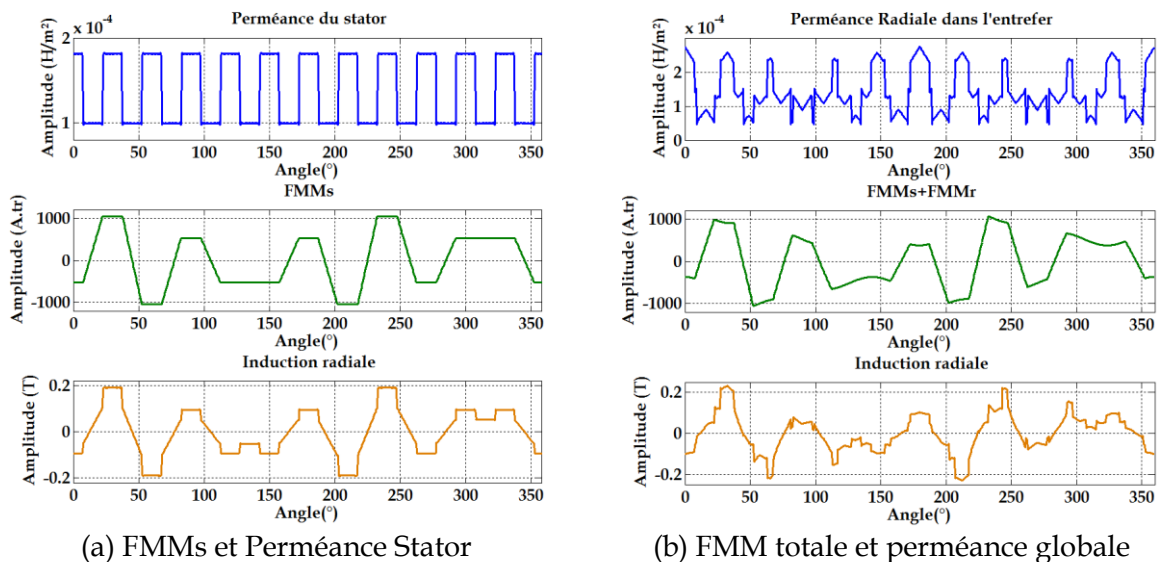 Perméance du stator
x 10⁻⁴
Amplitude (H/m²)
2
1
0 50 100 150 200 250 300 350
Angle(°)
FMMs
Amplitude (A.tr)
1000
0
-1000
0 50 100 150 200 250 300 350
Angle(°)
Induction radiale
Amplitude (T)
0.2
0
-0.2
0 50 100 150 200 250 300 350
Angle(°)
(a) FMMs et Perméance Stator
Perméance Radiale dans l'entrefer
x 10⁻⁴
Amplitude (H/m²)
2
1
0
0 50 100 150 200 250 300 350
Angle(°)
FMMs+FMMr
Amplitude (A.tr)
1000
0
-1000
0 50 100 150 200 250 300 350
Angle(°)
Induction radiale
Amplitude (T)
0.2
0
-0.2
0 50 100 150 200 250 300 350
Angle(°)
(b) FMM totale et perméance globale